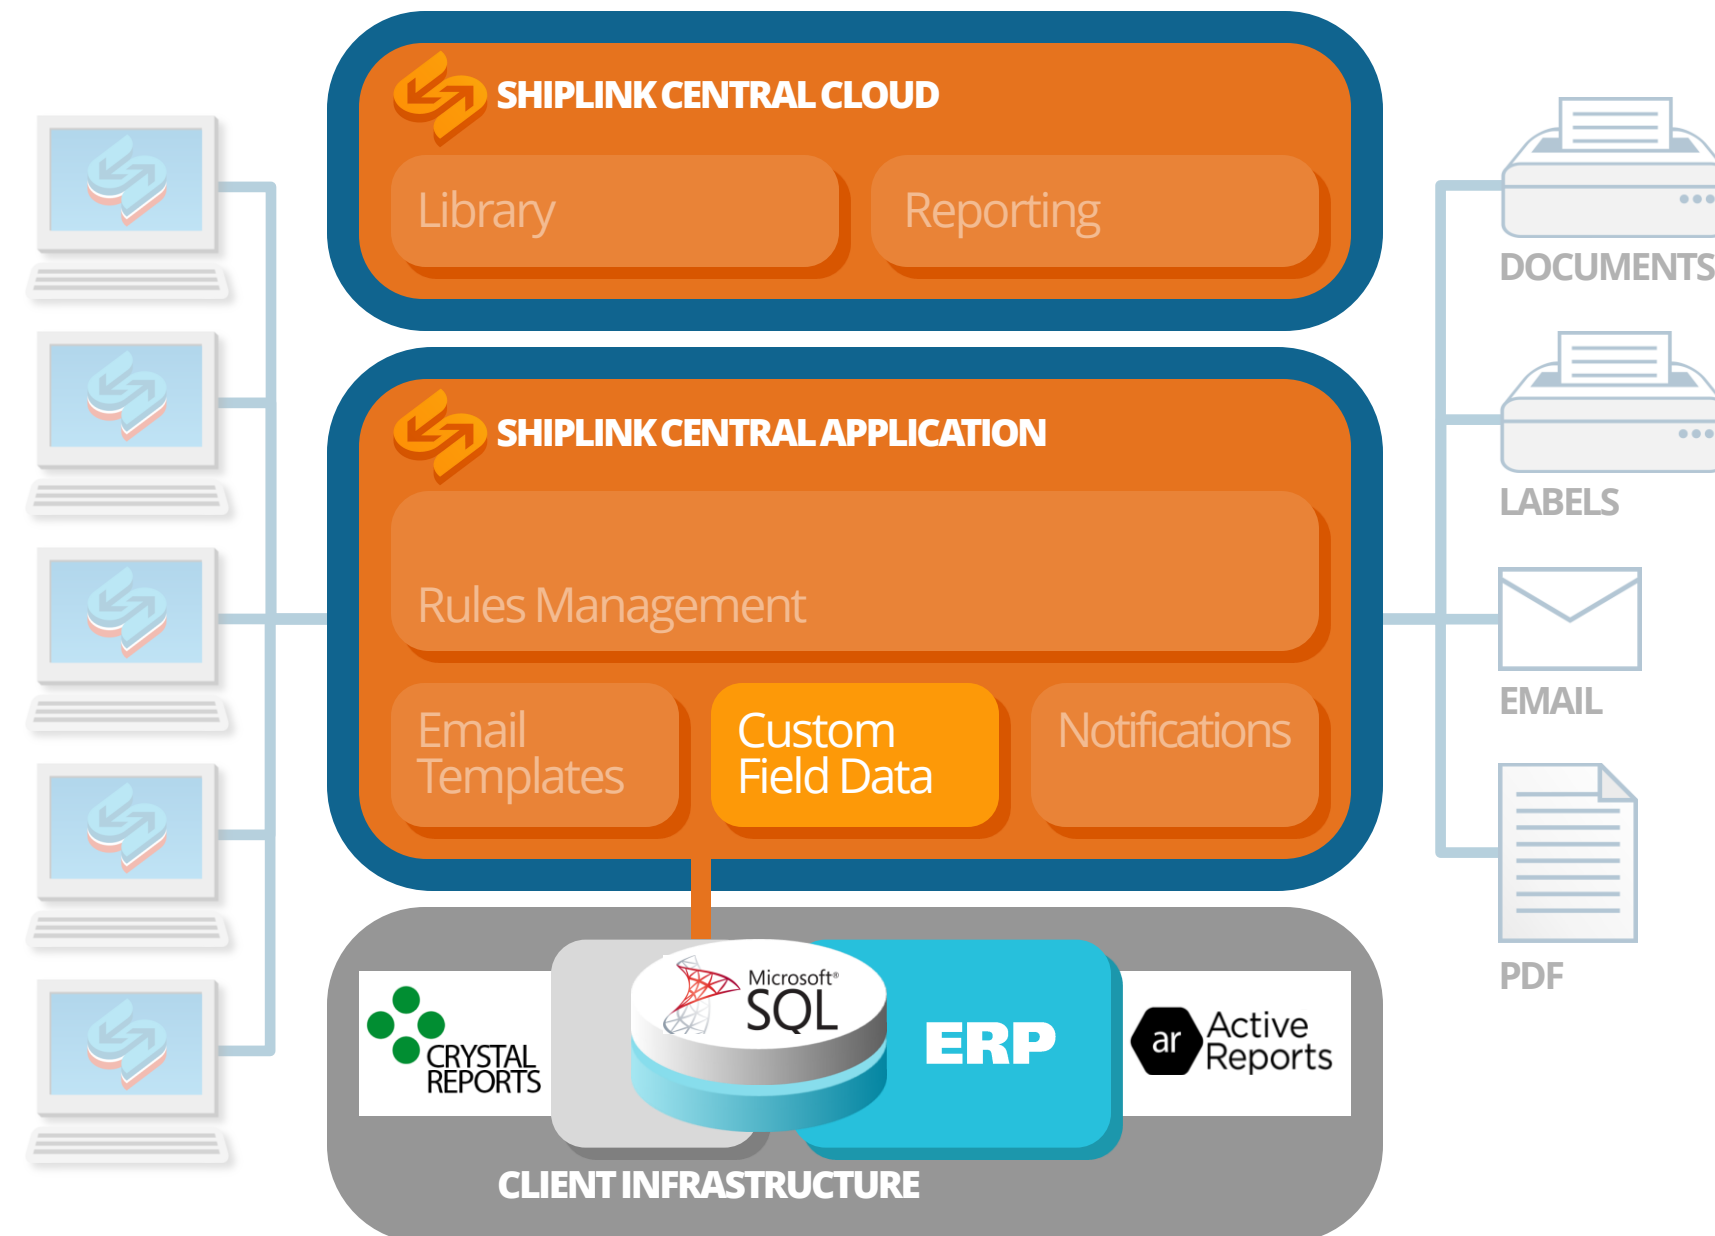 SHIPLINK CENTRAL CLOUD
Library
Reporting
DOCUMENTS
SHIPLINK CENTRAL APPLICATION
Rules Management
LABELS
Email
Templates
Custom
Field Data
Notifications
EMAIL
PDF
CRYSTAL
REPORTS
Microsoft®
SQL
ERP
ar
Active
Reports
CLIENT INFRASTRUCTURE